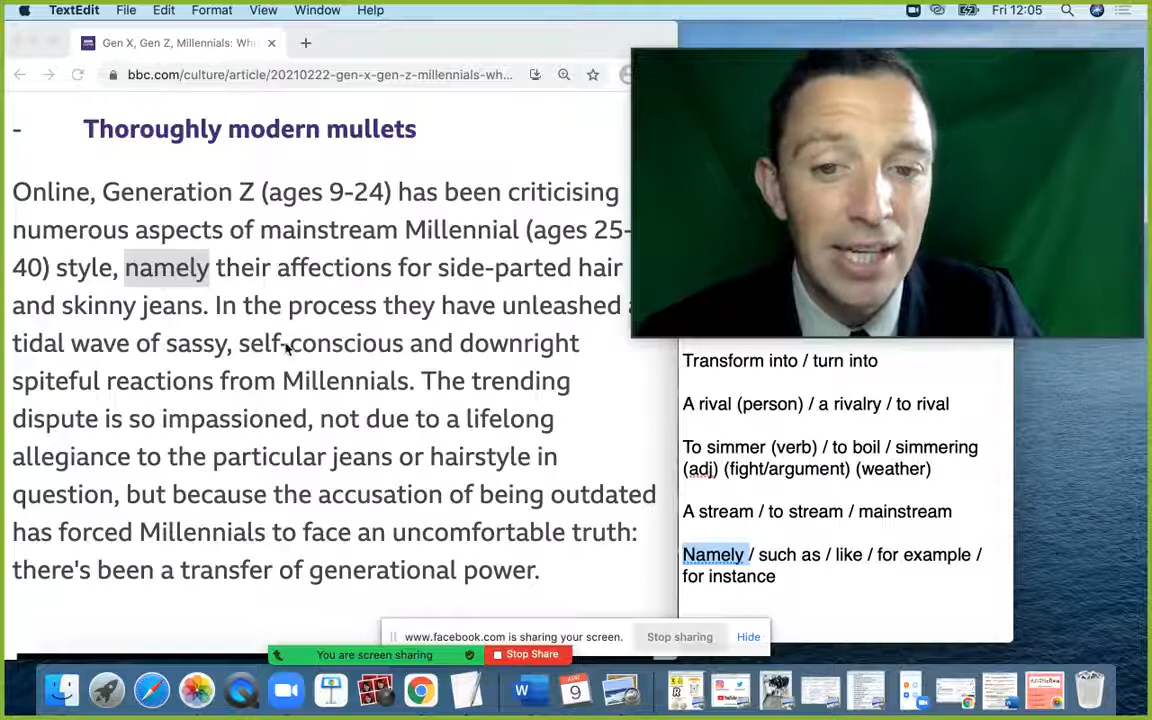 TextEdit File Edit Format View Window Help Fri 12:05
Gen X, Gen Z, Millennials: Wh
bbc.com/culture/article/20210222-gen-x-gen-z-millennials-wh...
- Thoroughly modern mullets
Online, Generation Z (ages 9-24) has been criticising
numerous aspects of mainstream Millennial (ages 25-
40) style, namely their affections for side-parted hair
and skinny jeans. In the process they have unleashed a
tidal wave of sassy, self-conscious and downright
spiteful reactions from Millennials. The trending
dispute is so impassioned, not due to a lifelong
allegiance to the particular jeans or hairstyle in
question, but because the accusation of being outdated
has forced Millennials to face an uncomfortable truth:
there's been a transfer of generational power.
Transform into / turn into
A rival (person) / a rivalry / to rival
To simmer (verb) / to boil / simmering
(adj) (fight/argument) (weather)
A stream / to stream / mainstream
Namely / such as / like / for example /
for instance
www.facebook.com is sharing your screen. Stop sharing Hide
You are screen sharing Stop Share